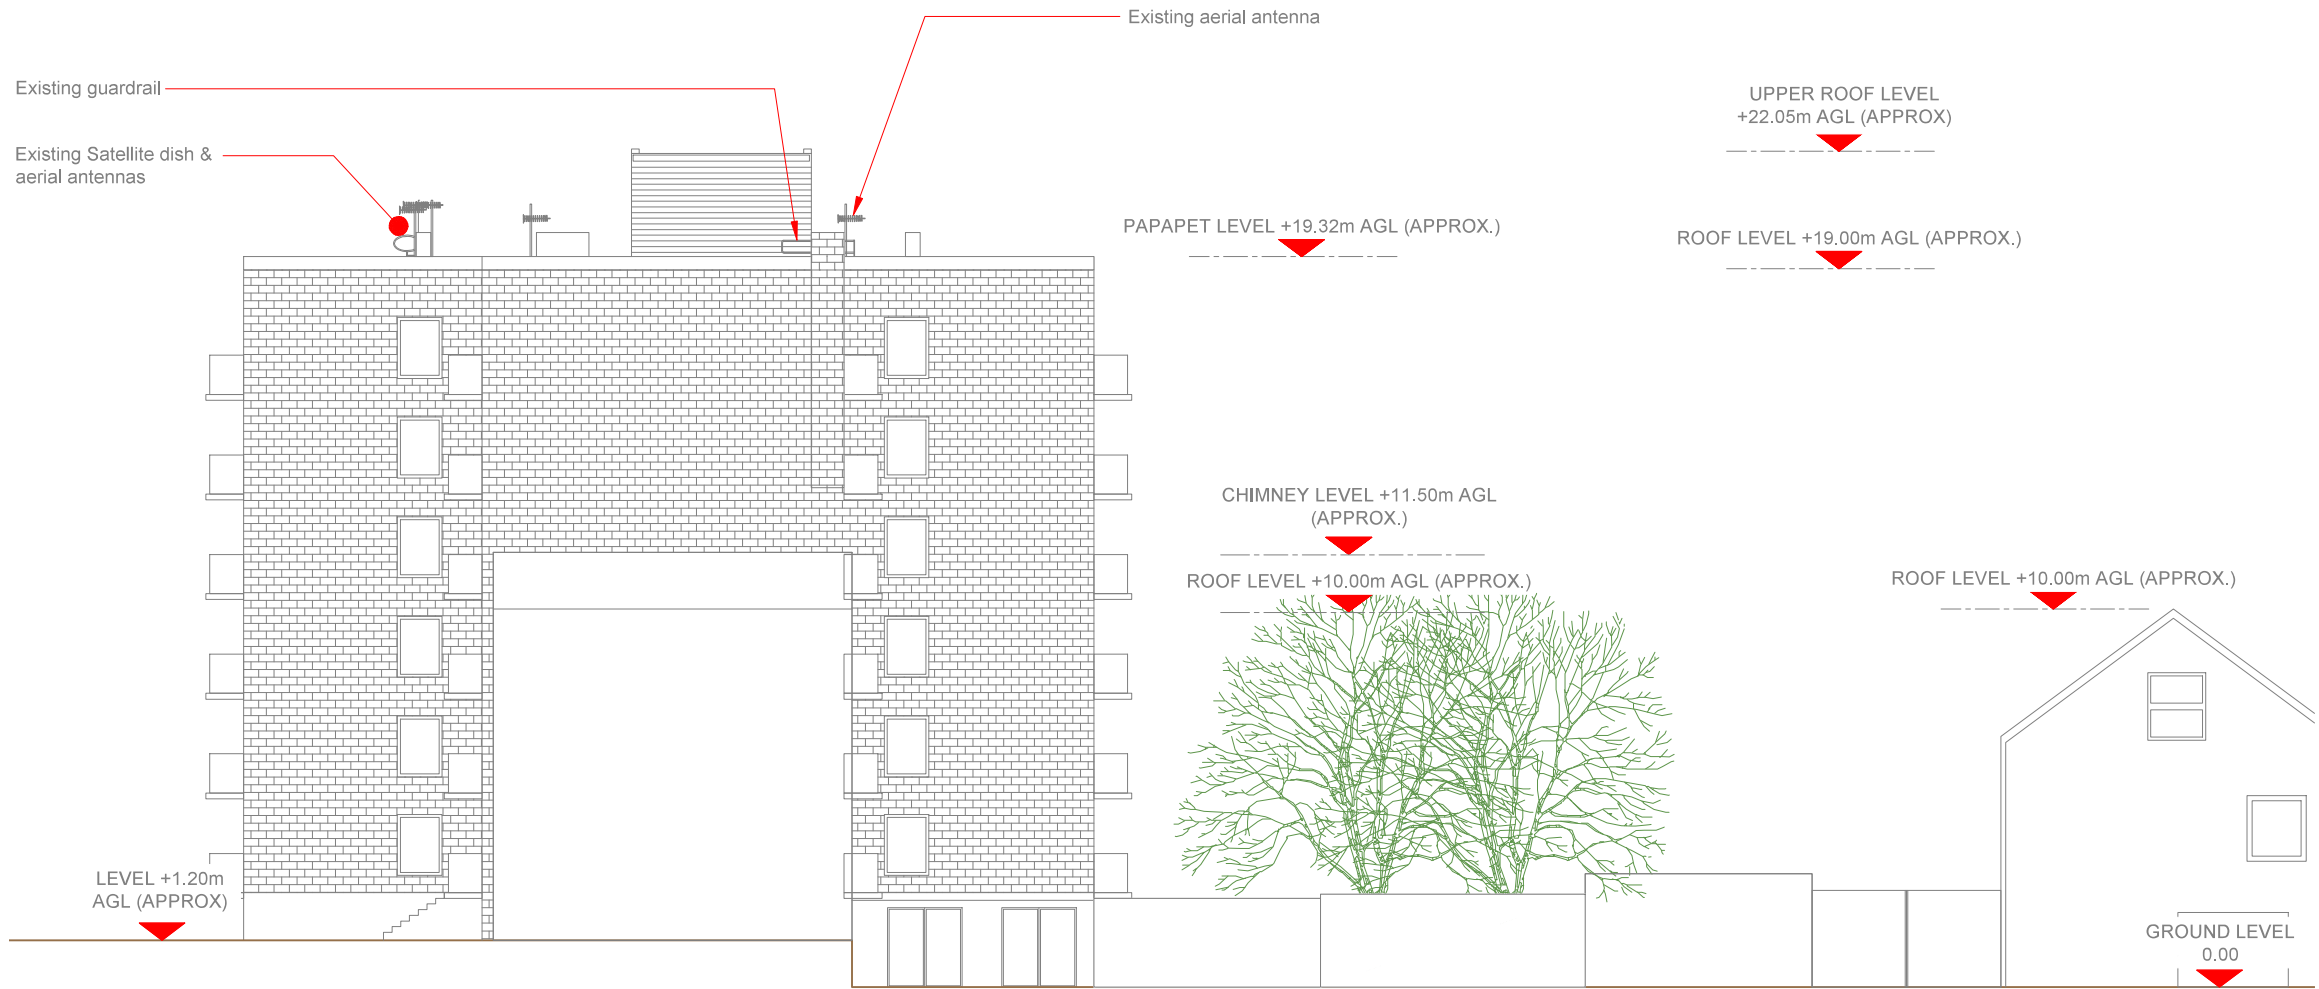 Existing aerial antenna
Existing guardrail
UPPER ROOF LEVEL
+22.05m AGL (APPROX)
Existing Satellite dish &
aerial antennas
PAPAPET LEVEL +19.32m AGL (APPROX.)
ROOF LEVEL +19.00m AGL (APPROX.)
CHIMNEY LEVEL +11.50m AGL
(APPROX.)
ROOF LEVEL +10.00m AGL (APPROX.)
ROOF LEVEL +10.00m AGL (APPROX.)
LEVEL +1.20m
AGL (APPROX)
GROUND LEVEL
0.00